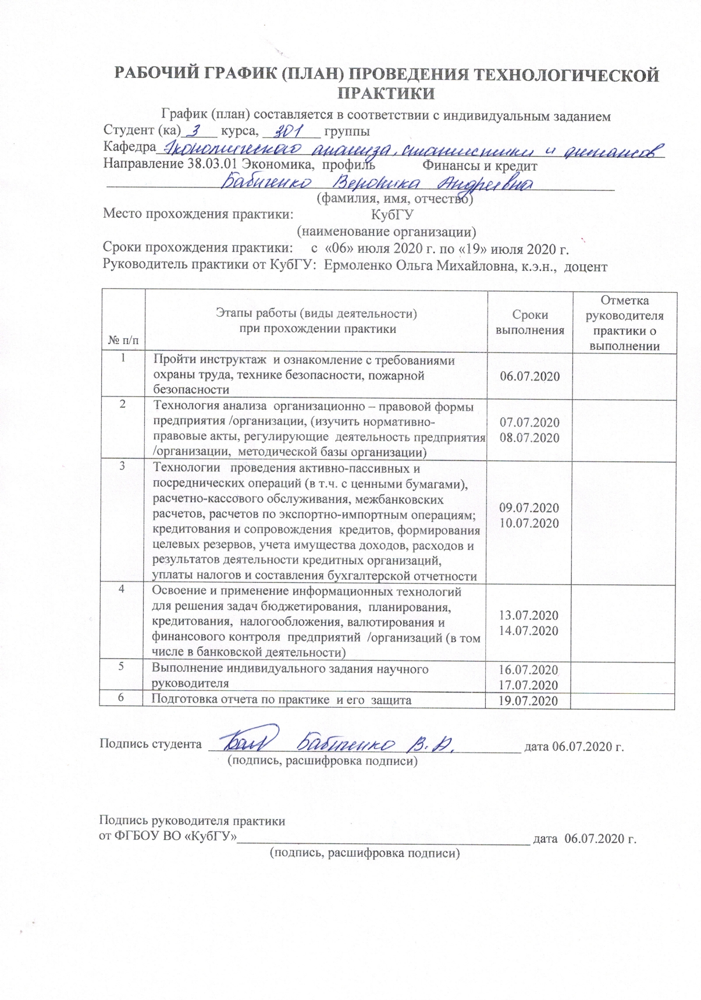 РАБОЧИЙ ГРАФИК (ПЛАН) ПРОВЕДЕНИЯ ТЕХНОЛОГИЧЕСКОЙ
ПРАКТИКИ
График (план) составляется в соответствии с индивидуальным заданием
Студент (ка) 3 курса, 301 группы
Кафедра Экономического анализа, статистики и финансов
Направление 38.03.01 Экономика, профиль Финансы и кредит
Бабиченко Вероника Андреевна
(фамилия, имя, отчество)
Место прохождения практики: КубГУ
(наименование организации)
Сроки прохождения практики: с «06» июля 2020 г. по «19» июля 2020 г.
Руководитель практики от КубГУ: Ермоленко Ольга Михайловна, к.э.н., доцент
№ п/п
Этапы работы (виды деятельности)
при прохождении практики
Сроки
выполнения
Отметка
руководителя
практики о
выполнении
1
Пройти инструктаж и ознакомление с требованиями
охраны труда, технике безопасности, пожарной
безопасности
06.07.2020
2
Технология анализа организационно – правовой формы
предприятия /организации, (изучить нормативно-
правовые акты, регулирующие деятельность предприятия
/организации, методической базы организации)
07.07.2020
08.07.2020
3
Технологии проведения активно-пассивных и
посреднических операций (в т.ч. с ценными бумагами),
расчетно-кассового обслуживания, межбанковских
расчетов, расчетов по экспортно-импортным операциям;
кредитования и сопровождения кредитов, формирования
целевых резервов, учета имущества доходов, расходов и
результатов деятельности кредитных организаций,
уплаты налогов и составления бухгалтерской отчетности
09.07.2020
10.07.2020
4
Освоение и применение информационных технологий
для решения задач бюджетирования, планирования,
кредитования, налогообложения, валютирования и
финансового контроля предприятий /организаций (в том
числе в банковской деятельности)
13.07.2020
14.07.2020
5
Выполнение индивидуального задания научного
руководителя
16.07.2020
17.07.2020
6
Подготовка отчета по практике и его защита
19.07.2020
Подпись студента Бабиченко В.А. дата 06.07.2020 г.
(подпись, расшифровка подписи)
Подпись руководителя практики
от ФГБОУ ВО «КубГУ» дата 06.07.2020 г.
(подпись, расшифровка подписи)